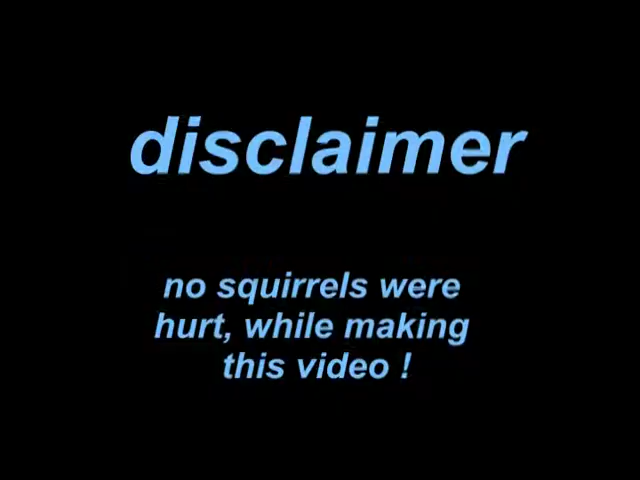 disclaimer
no squirrels were
hurt, while making
this video !